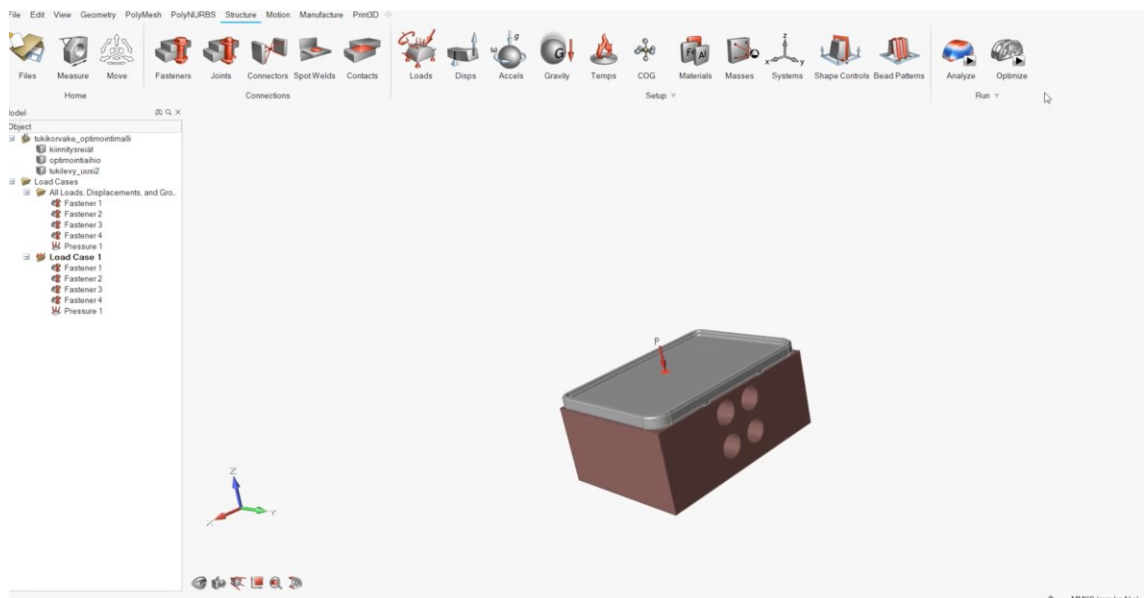 File Edit View Geometry PolyMesh PolyNURBS Structure Motion Manufacture Print3D
Files Measure Move Fasteners Joints Connectors Spot Welds Contacts Loads Disps Accels Gravity Temps COG Materials Masses Systems Shape Controls Bead Patterns Analyze Optimize
Home Connections Setup Run
Model
Object
tukikorvake_optimointimalli
kiinnitysreiät
optimointiaihio
tukilevy_uusi2
Load Cases
All Loads, Displacements, and Gro..
Fastener 1
Fastener 2
Fastener 3
Fastener 4
Pressure 1
Load Case 1
Fastener 1
Fastener 2
Fastener 3
Fastener 4
Pressure 1
P
Z
X
Y